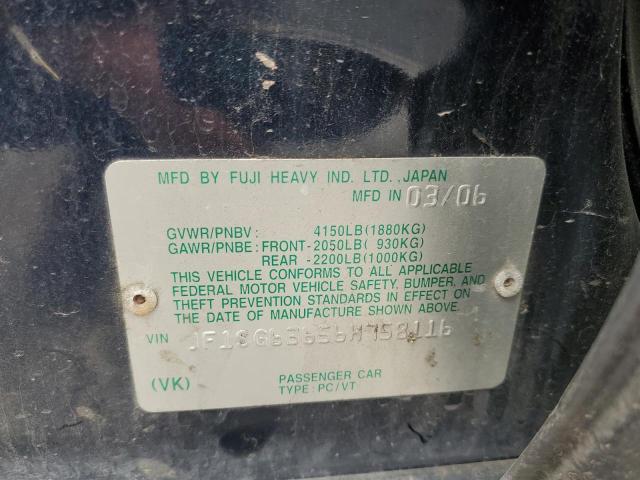 MFD BY FUJI HEAVY IND. LTD.,JAPAN
MFD IN 03/06
GVWR/PNBV: 4150LB(1880KG)
GAWR/PNBE: FRONT-2050LB( 930KG)
REAR -2200LB(1000KG)
THIS VEHICLE CONFORMS TO ALL APPLICABLE
FEDERAL MOTOR VEHICLE SAFETY, BUMPER, AND
THEFT PREVENTION STANDARDS IN EFFECT ON
THE DATE OF MANUFACTURE SHOWN ABOVE.
VIN JF1SG63656H758116
(VK) PASSENGER CAR
TYPE:PC/VT